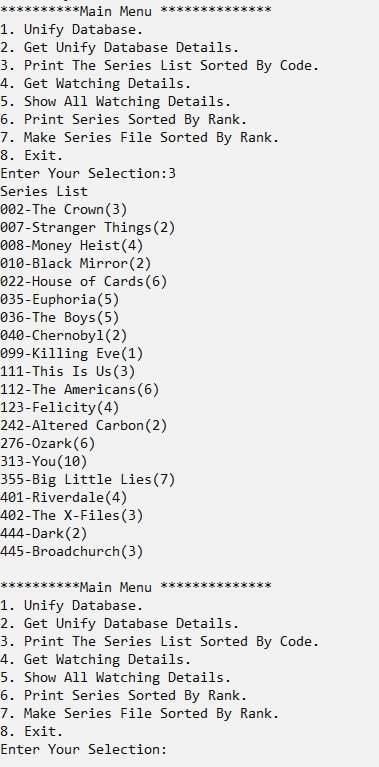 **********Main Menu **************
1. Unify Database.
2. Get Unify Database Details.
3. Print The Series List Sorted By Code.
4. Get Watching Details.
5. Show All Watching Details.
6. Print Series Sorted By Rank.
7. Make Series File Sorted By Rank.
8. Exit.
Enter Your Selection:3
Series List
002-The Crown(3)
007-Stranger Things(2)
008-Money Heist(4)
010-Black Mirror(2)
022-House of Cards(6)
035-Euphoria(5)
036-The Boys(5)
040-Chernobyl(2)
099-Killing Eve(1)
111-This Is Us(3)
112-The Americans(6)
123-Felicity(4)
242-Altered Carbon(2)
276-Ozark(6)
313-You(10)
355-Big Little Lies(7)
401-Riverdale(4)
402-The X-Files(3)
444-Dark(2)
445-Broadchurch(3)
**********Main Menu **************
1. Unify Database.
2. Get Unify Database Details.
3. Print The Series List Sorted By Code.
4. Get Watching Details.
5. Show All Watching Details.
6. Print Series Sorted By Rank.
7. Make Series File Sorted By Rank.
8. Exit.
Enter Your Selection: